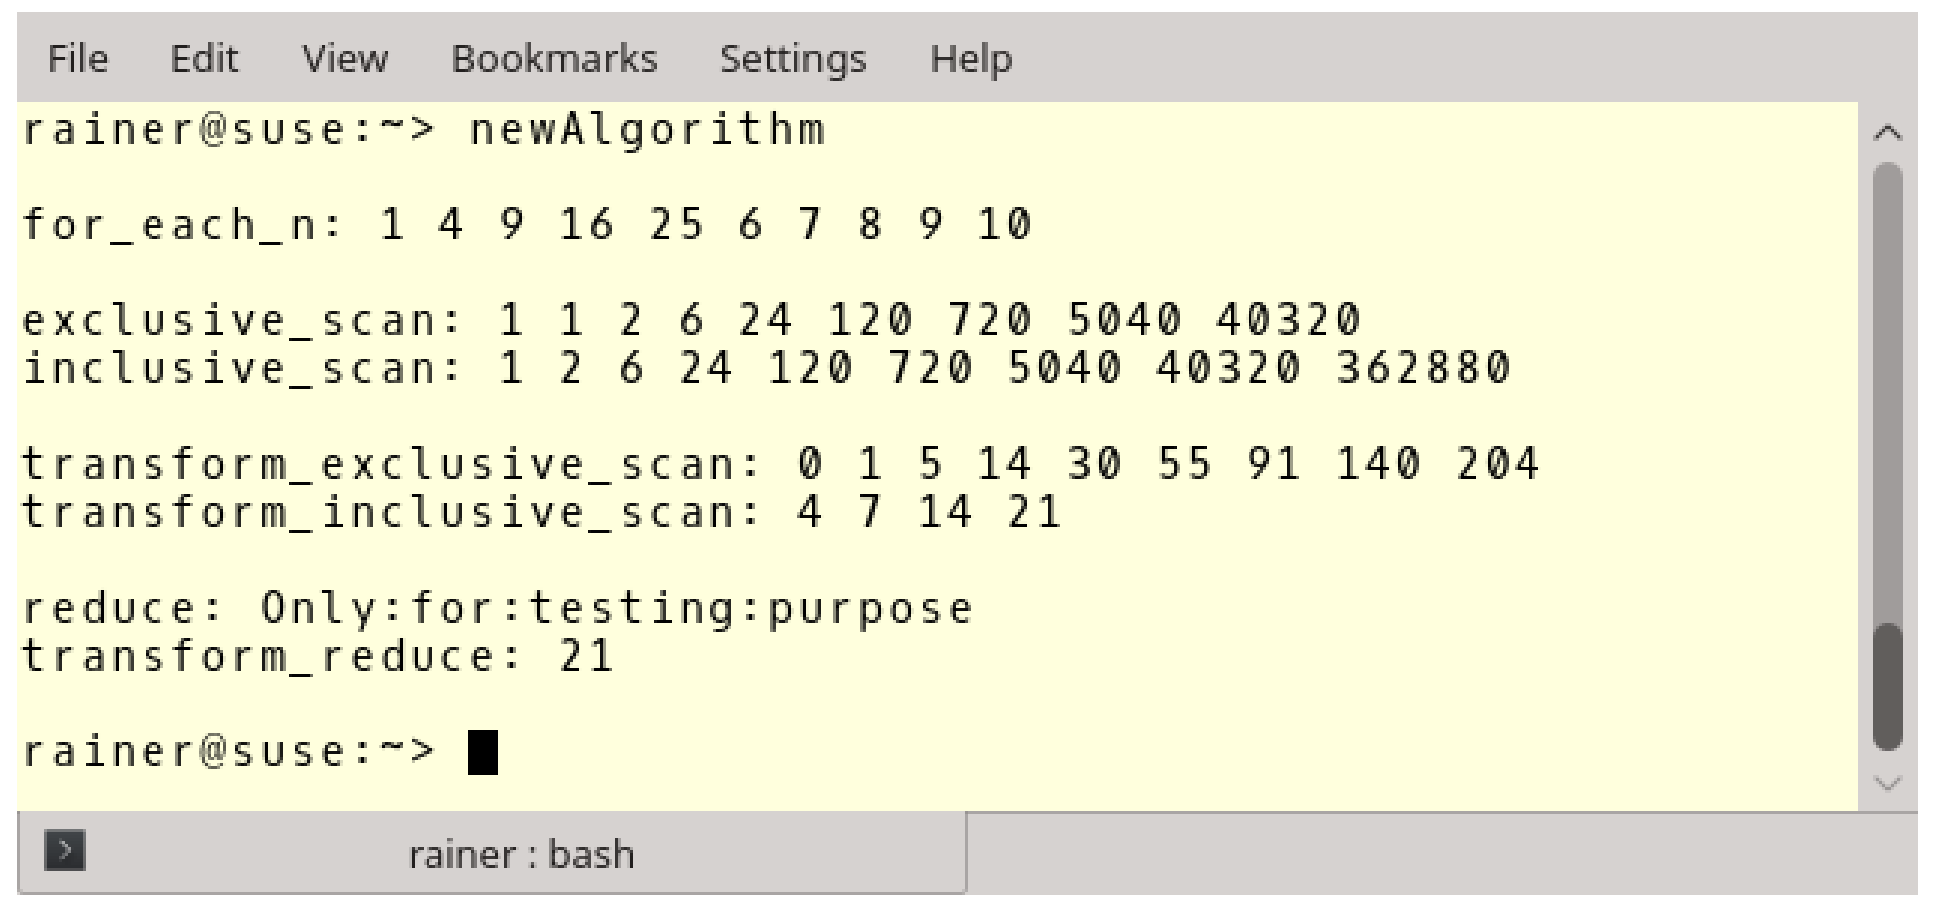 File Edit View Bookmarks Settings Help
rainer@suse:~> newAlgorithm
for_each_n: 1 4 9 16 25 6 7 8 9 10
exclusive_scan: 1 1 2 6 24 120 720 5040 40320
inclusive_scan: 1 2 6 24 120 720 5040 40320 362880
transform_exclusive_scan: 0 1 5 14 30 55 91 140 204
transform_inclusive_scan: 4 7 14 21
reduce: Only:for:testing:purpose
transform_reduce: 21
rainer@suse:~>
rainer : bash